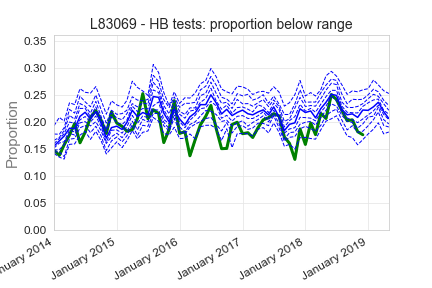 L83069 - HB tests: proportion below range
Proportion
0.35
0.30
0.25
0.20
0.15
0.10
0.05
0.00
nuary 2014
January 2015
January 2016
January 2017
January 2018
January 2019